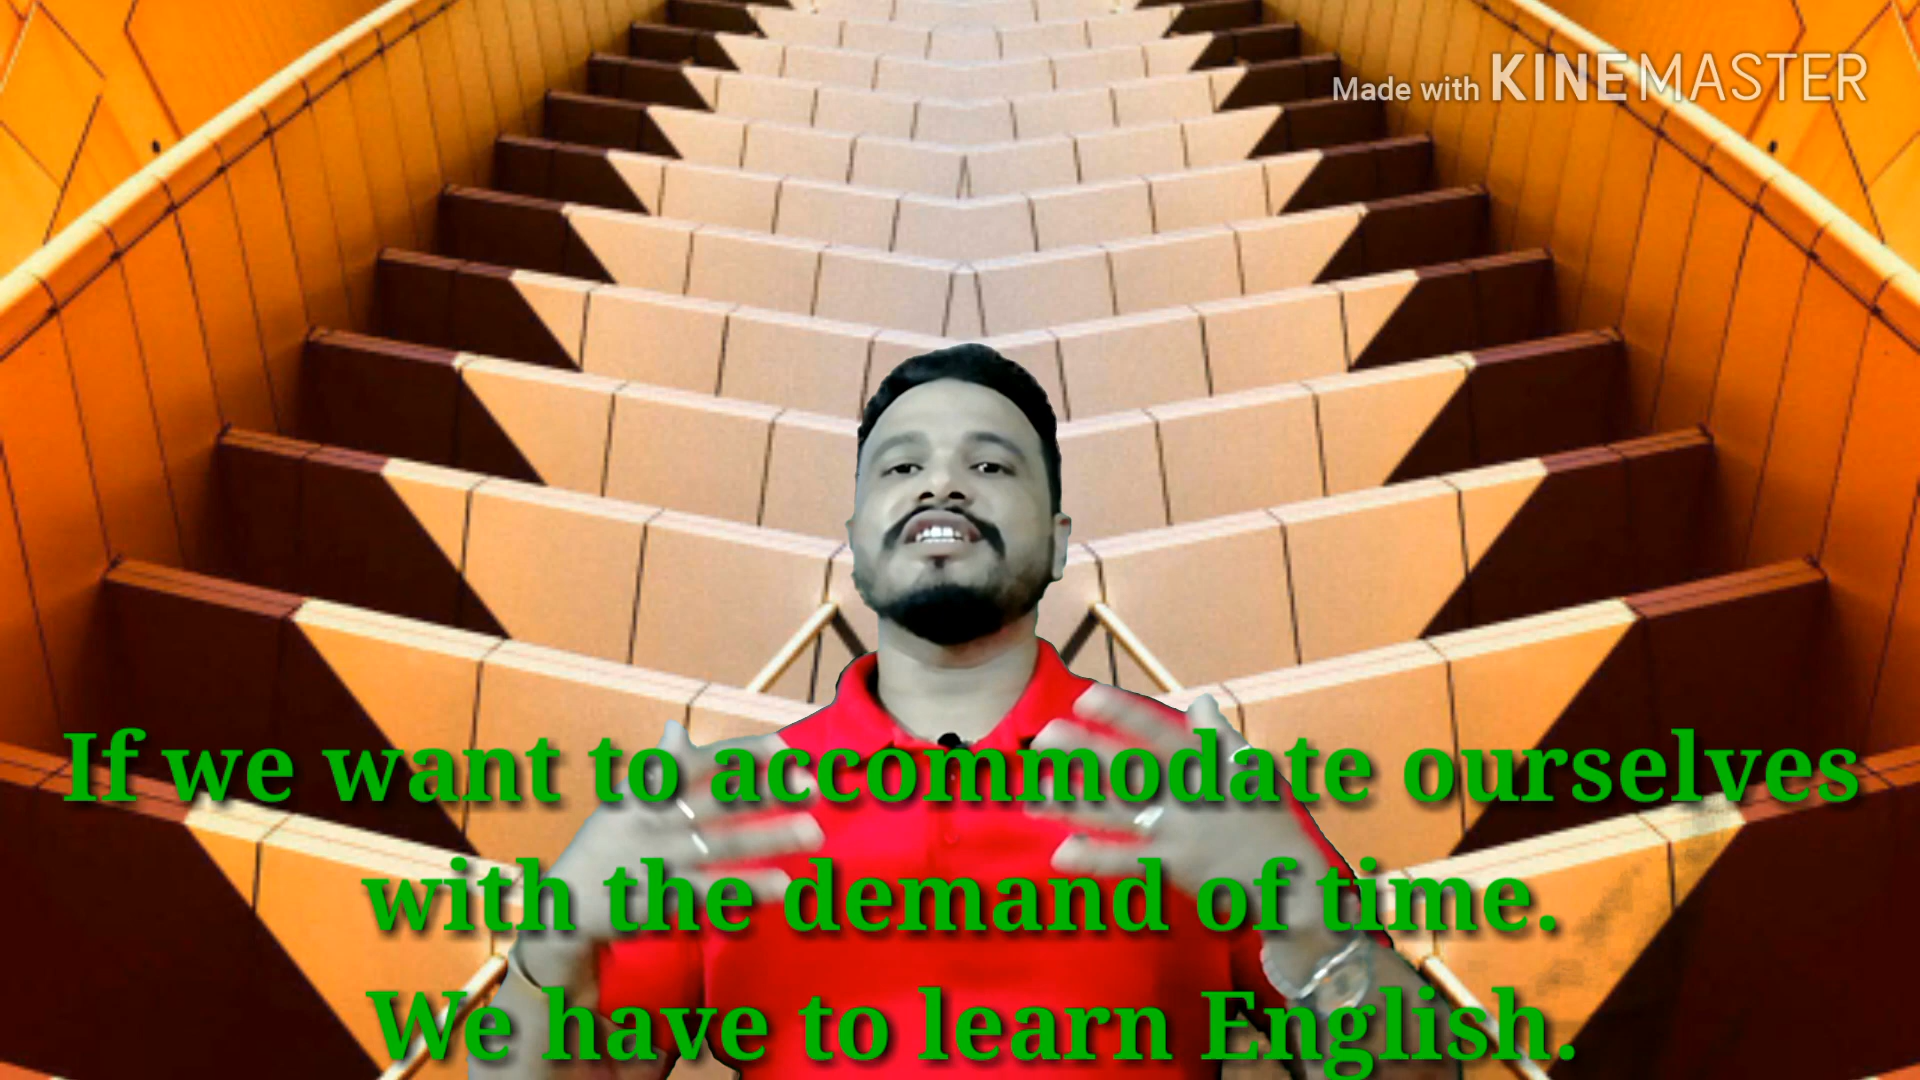 Made with KINEMASTER
If we want to accommodate ourselves
with the demand of time.
We have to learn English.